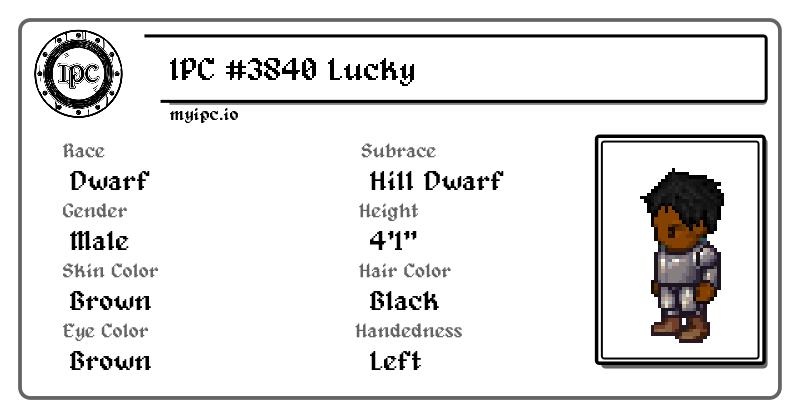 IPC
IPC #3840 Lucky
myipc.io
Race
Dwarf
Subrace
Hill Dwarf
Gender
Male
Height
4'1"
Skin Color
Brown
Hair Color
Black
Eye Color
Brown
Handedness
Left